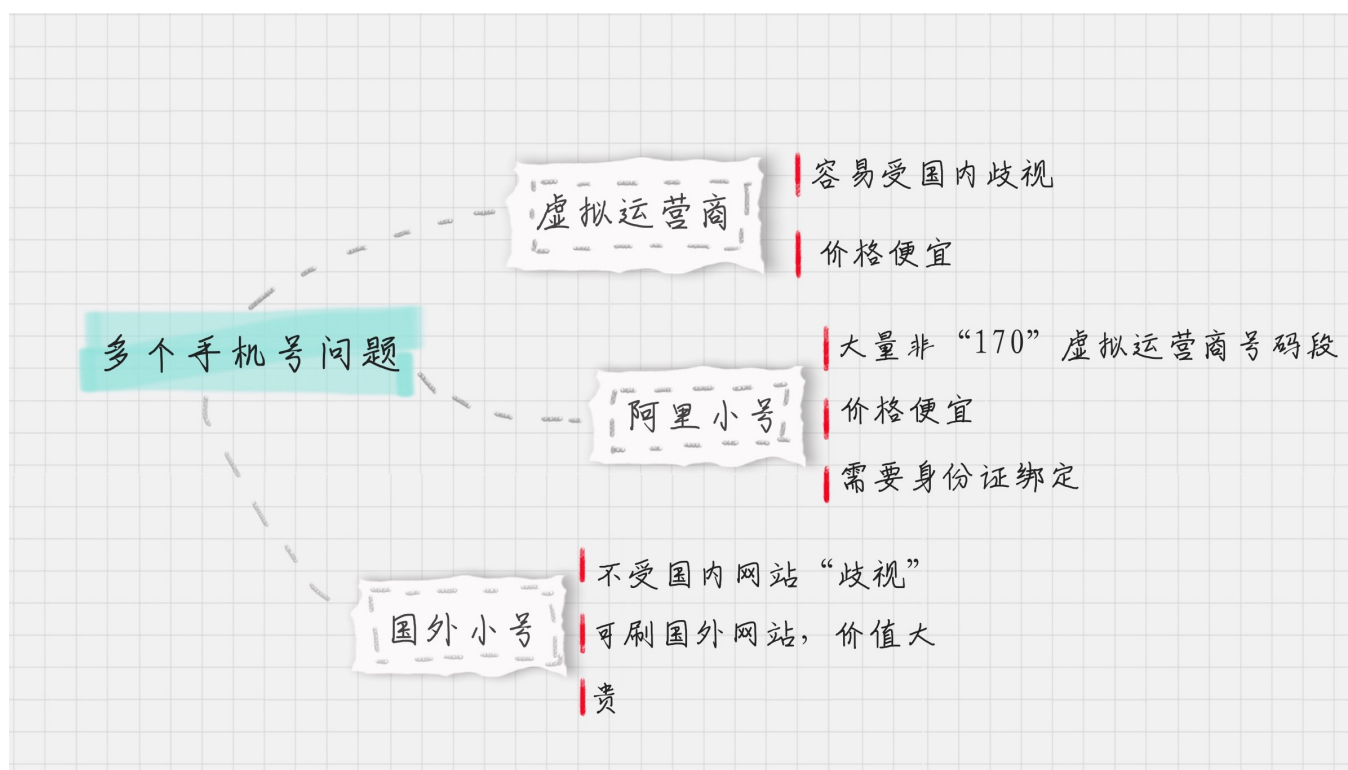 多个手机号问题
虚拟运营商
容易受国内歧视
价格便宜
阿里小号
大量非“170”虚拟运营商号码段
价格便宜
需要身份证绑定
国外小号
不受国内网站“歧视”
可刷国外网站，价值大
贵